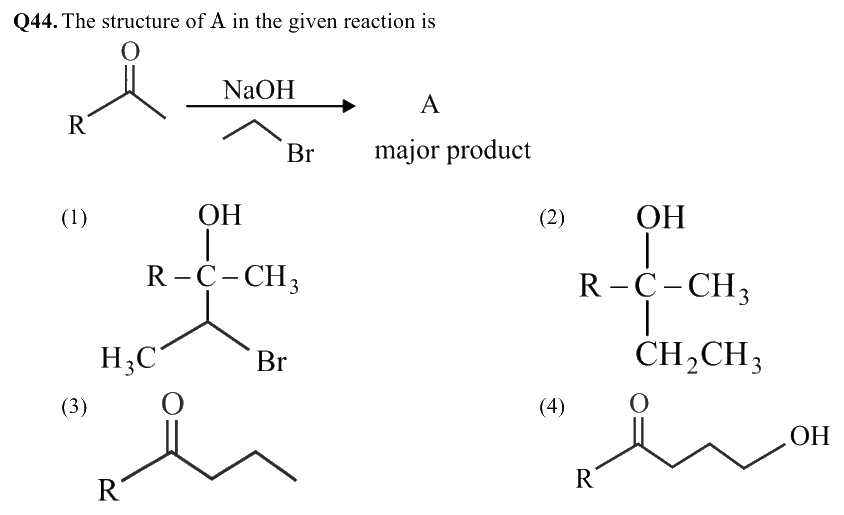 Q44. The structure of A in the given reaction is
O
R
NaOH
Br
A
major product
(1)
OH
R – C – CH3
H3C
Br
(2)
OH
R – C – CH3
CH2CH3
(3)
O
R
(4)
O
R
OH